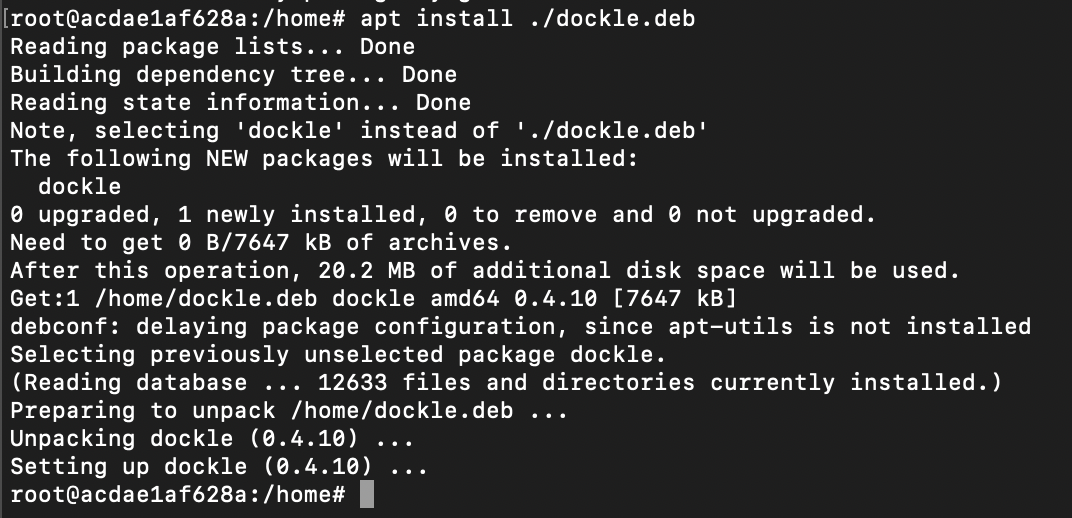 [root@acdae1af628a:/home# apt install ./dockle.deb
Reading package lists... Done
Building dependency tree... Done
Reading state information... Done
Note, selecting 'dockle' instead of './dockle.deb'
The following NEW packages will be installed:
  dockle
0 upgraded, 1 newly installed, 0 to remove and 0 not upgraded.
Need to get 0 B/7647 kB of archives.
After this operation, 20.2 MB of additional disk space will be used.
Get:1 /home/dockle.deb dockle amd64 0.4.10 [7647 kB]
debconf: delaying package configuration, since apt-utils is not installed
Selecting previously unselected package dockle.
(Reading database ... 12633 files and directories currently installed.)
Preparing to unpack /home/dockle.deb ...
Unpacking dockle (0.4.10) ...
Setting up dockle (0.4.10) ...
root@acdae1af628a:/home#